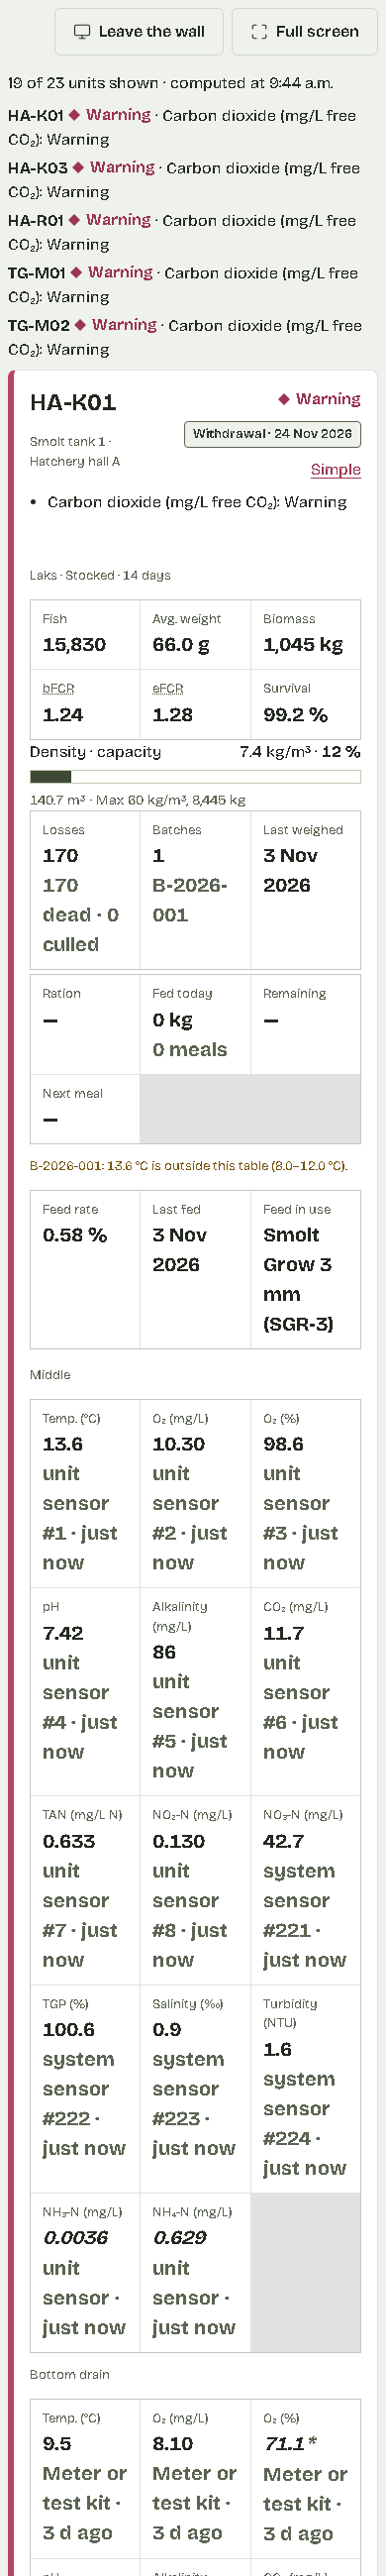 Leave the wall
Full screen
19 of 23 units shown · computed at 9:44 a.m.
HA-K01 ◆ Warning · Carbon dioxide (mg/L free
CO₂): Warning
HA-K03 ◆ Warning · Carbon dioxide (mg/L free
CO₂): Warning
HA-R01 ◆ Warning · Carbon dioxide (mg/L free
CO₂): Warning
TG-M01 ◆ Warning · Carbon dioxide (mg/L free
CO₂): Warning
TG-M02 ◆ Warning · Carbon dioxide (mg/L free
CO₂): Warning
HA-K01
◆ Warning
Smolt tank 1 ·
Hatchery hall A
Withdrawal · 24 Nov 2026
Simple
• Carbon dioxide (mg/L free CO₂): Warning
Laks · Stocked · 14 days
Fish
15,830
Avg. weight
66.0 g
Biomass
1,045 kg
bFCR
1.24
eFCR
1.28
Survival
99.2 %
Density · capacity
7.4 kg/m³ · 12 %
140.7 m³ · Max 60 kg/m³, 8,445 kg
Losses
170
170
dead · 0
culled
Batches
1
B-2026-
001
Last weighed
3 Nov
2026
Ration
—
Fed today
0 kg
0 meals
Remaining
—
Next meal
—
B-2026-001: 13.6 °C is outside this table (8.0–12.0 °C).
Feed rate
0.58 %
Last fed
3 Nov
2026
Feed in use
Smolt
Grow 3
mm
(SGR-3)
Middle
Temp. (°C)
13.6
unit
sensor
#1 · just
now
O₂ (mg/L)
10.30
unit
sensor
#2 · just
now
O₂ (%)
98.6
unit
sensor
#3 · just
now
pH
7.42
unit
sensor
#4 · just
now
Alkalinity
(mg/L)
86
unit
sensor
#5 · just
now
CO₂ (mg/L)
11.7
unit
sensor
#6 · just
now
TAN (mg/L N)
0.633
unit
sensor
#7 · just
now
NO₂-N (mg/L)
0.130
unit
sensor
#8 · just
now
NO₃-N (mg/L)
42.7
system
sensor
#221 ·
just now
TGP (%)
100.6
system
sensor
#222 ·
just now
Salinity (‰)
0.9
system
sensor
#223 ·
just now
Turbidity
(NTU)
1.6
system
sensor
#224 ·
just now
NH₃-N (mg/L)
0.0036
unit
sensor ·
just now
NH₄-N (mg/L)
0.629
unit
sensor ·
just now
Bottom drain
Temp. (°C)
9.5
Meter or
test kit ·
3 d ago
O₂ (mg/L)
8.10
Meter or
test kit ·
3 d ago
O₂ (%)
71.1 *
Meter or
test kit ·
3 d ago